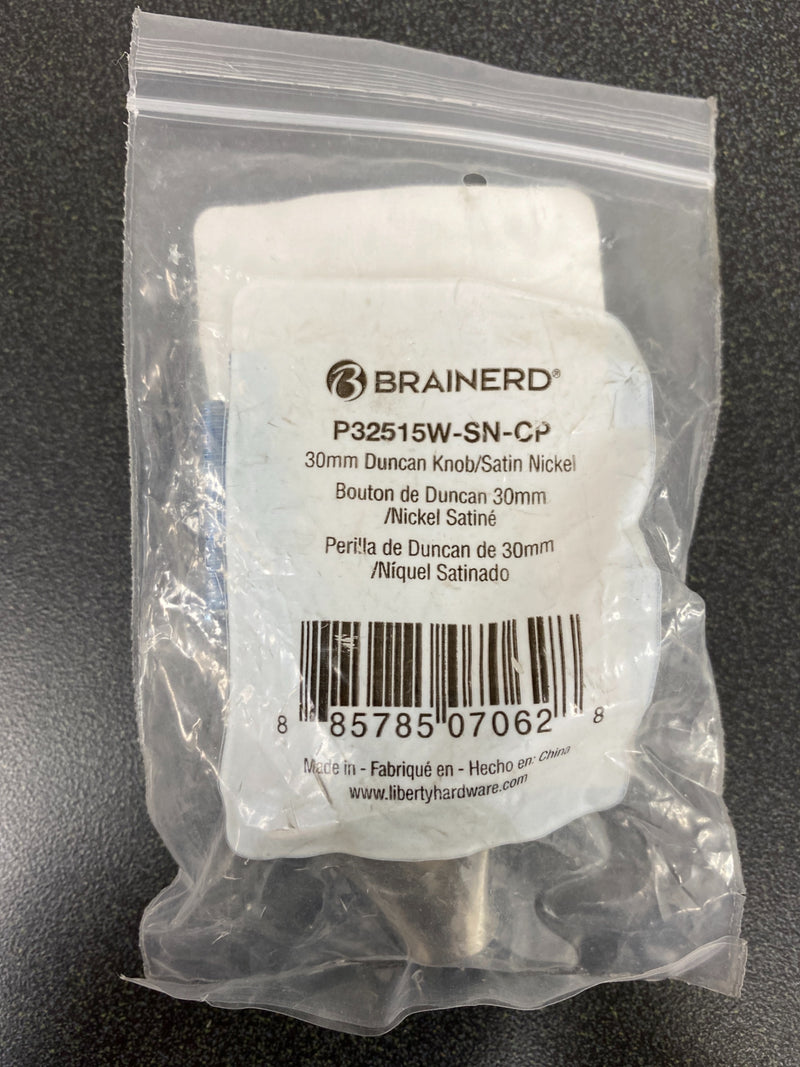 BRAINERD®
P32515W-SN-CP
30mm Duncan Knob/Satin Nickel
Bouton de Duncan 30mm
/Nickel Satiné
Perilla de Duncan de 30mm
/Níquel Satinado
8 85785 07062 8
Made in - Fabriqué en - Hecho en: China
www.libertyhardware.com